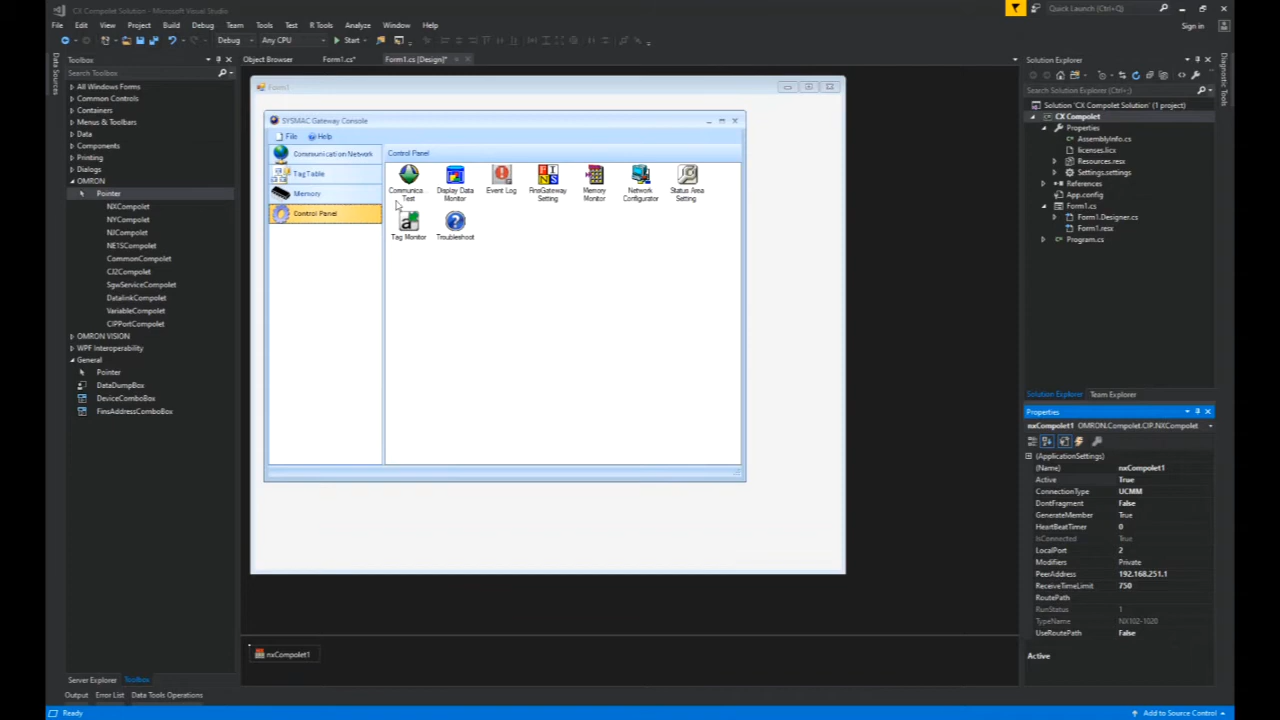 CX Compolet Solution - Microsoft Visual Studio
Quick Launch (Ctrl+Q)
File Edit View Project Build Debug Team Tools Test R Tools Analyze Window Help
Sign in
Debug Any CPU Start
Data Sources
Toolbox
Search Toolbox
All Windows Forms
Common Controls
Containers
Menus & Toolbars
Data
Components
Printing
Dialogs
OMRON
Pointer
NXCompolet
NYCompolet
NJCompolet
NE1SCompolet
CommonCompolet
CJ2Compolet
SgwServiceCompolet
DatalinkCompolet
VariableCompolet
CIPPortCompolet
OMRON VISION
WPF Interoperability
General
Pointer
DataDumpBox
DeviceComboBox
FinsAddressComboBox
Server Explorer Toolbox
Object Browser Form1.cs* Form1.cs [Design]*
Form1
SYSMAC Gateway Console
File Help
Communication Network
Tag Table
Memory
Control Panel
Control Panel
Communica. Test
Display Data Monitor
Event Log
FinsGateway Setting
Memory Monitor
Network Configurator
Status Area Setting
Tag Monitor
Troubleshoot
nxCompolet1
Solution Explorer
Search Solution Explorer (Ctrl+;)
Solution 'CX Compolet Solution' (1 project)
CX Compolet
Properties
AssemblyInfo.cs
licenses.licx
Resources.resx
Settings.settings
References
App.config
Form1.cs
Form1.Designer.cs
Form1.resx
Program.cs
Solution Explorer Team Explorer
Diagnostic Tools
Properties
nxCompolet1 OMRON.Compolet.CIP.NXCompolet
(ApplicationSettings)
(Name) nxCompolet1
Active True
ConnectionType UCMM
DontFragment False
GenerateMember True
HeartBeatTimer 0
IsConnected True
LocalPort 2
Modifiers Private
PeerAddress 192.168.251.1
ReceiveTimeLimit 750
RoutePath
RunStatus 1
TypeName NX102-1020
UseRoutePath False
Active
Output Error List Data Tools Operations
Ready
Add to Source Control